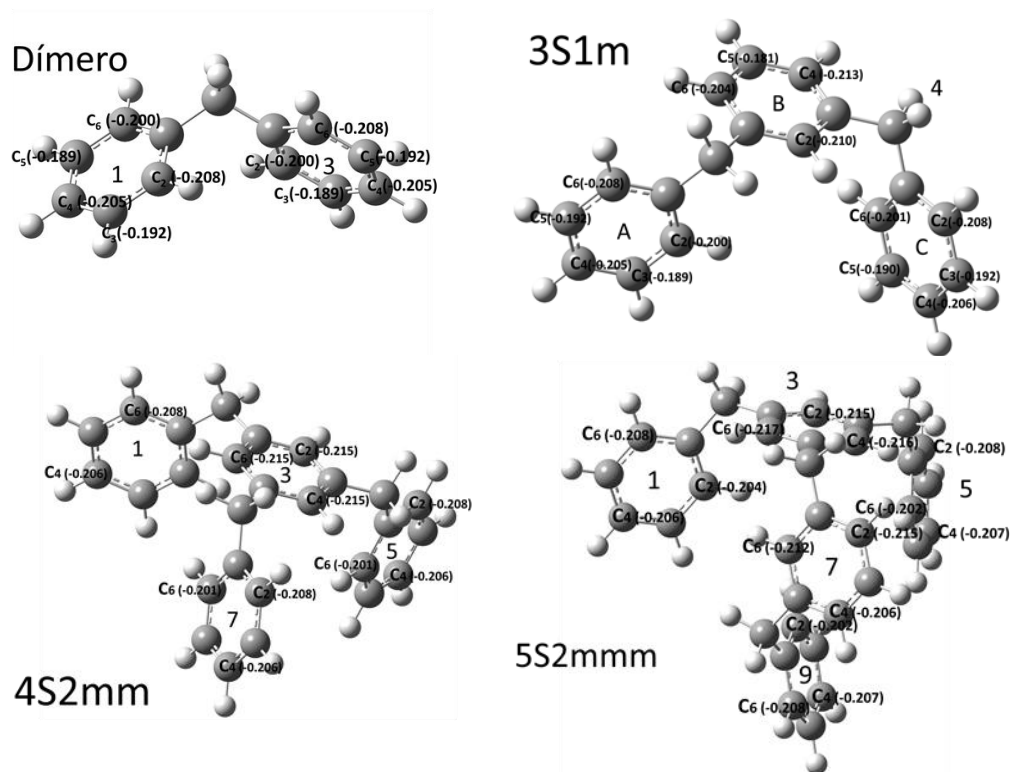 Dímero
C6 (-0.200)
C5(-0.189)
1
C2 (-0.208)
C4 (-0.205)
C3(-0.192)
C6(-0.208)
C2(-0.200)
C5(-0.192)
3
C3(-0.189)
C4(-0.205)
3S1m
C5(-0.181)
C4 (-0.213)
C6 (-0.204)
B
4
C2(-0.210)
C6(-0.208)
C5(-0.192)
A
C2(-0.200)
C4(-0.205)
C3(-0.189)
C6(-0.201)
C2(-0.208)
C
C5(-0.190)
C3(-0.192)
C4(-0.206)
C6 (-0.208)
1
C4 (-0.206)
C2 (-0.215)
C6 (-0.215)
3
C4 (-0.215)
C2 (-0.208)
5
C6 (-0.201)
C4 (-0.206)
C6 (-0.201)
C2 (-0.208)
7
C4 (-0.206)
4S2mm
3
C2 (-0.215)
C6 (-0.217)
C4 (-0.216)
C6 (-0.208)
C2 (-0.208)
1
C2 (-0.204)
5
C4 (-0.206)
C6 (-0.202)
C2 (-0.215)
C4 (-0.207)
C6 (-0.212)
7
C4 (-0.206)
C2 (-0.202)
5S2mmm
9
C6 (-0.208)
C4 (-0.207)